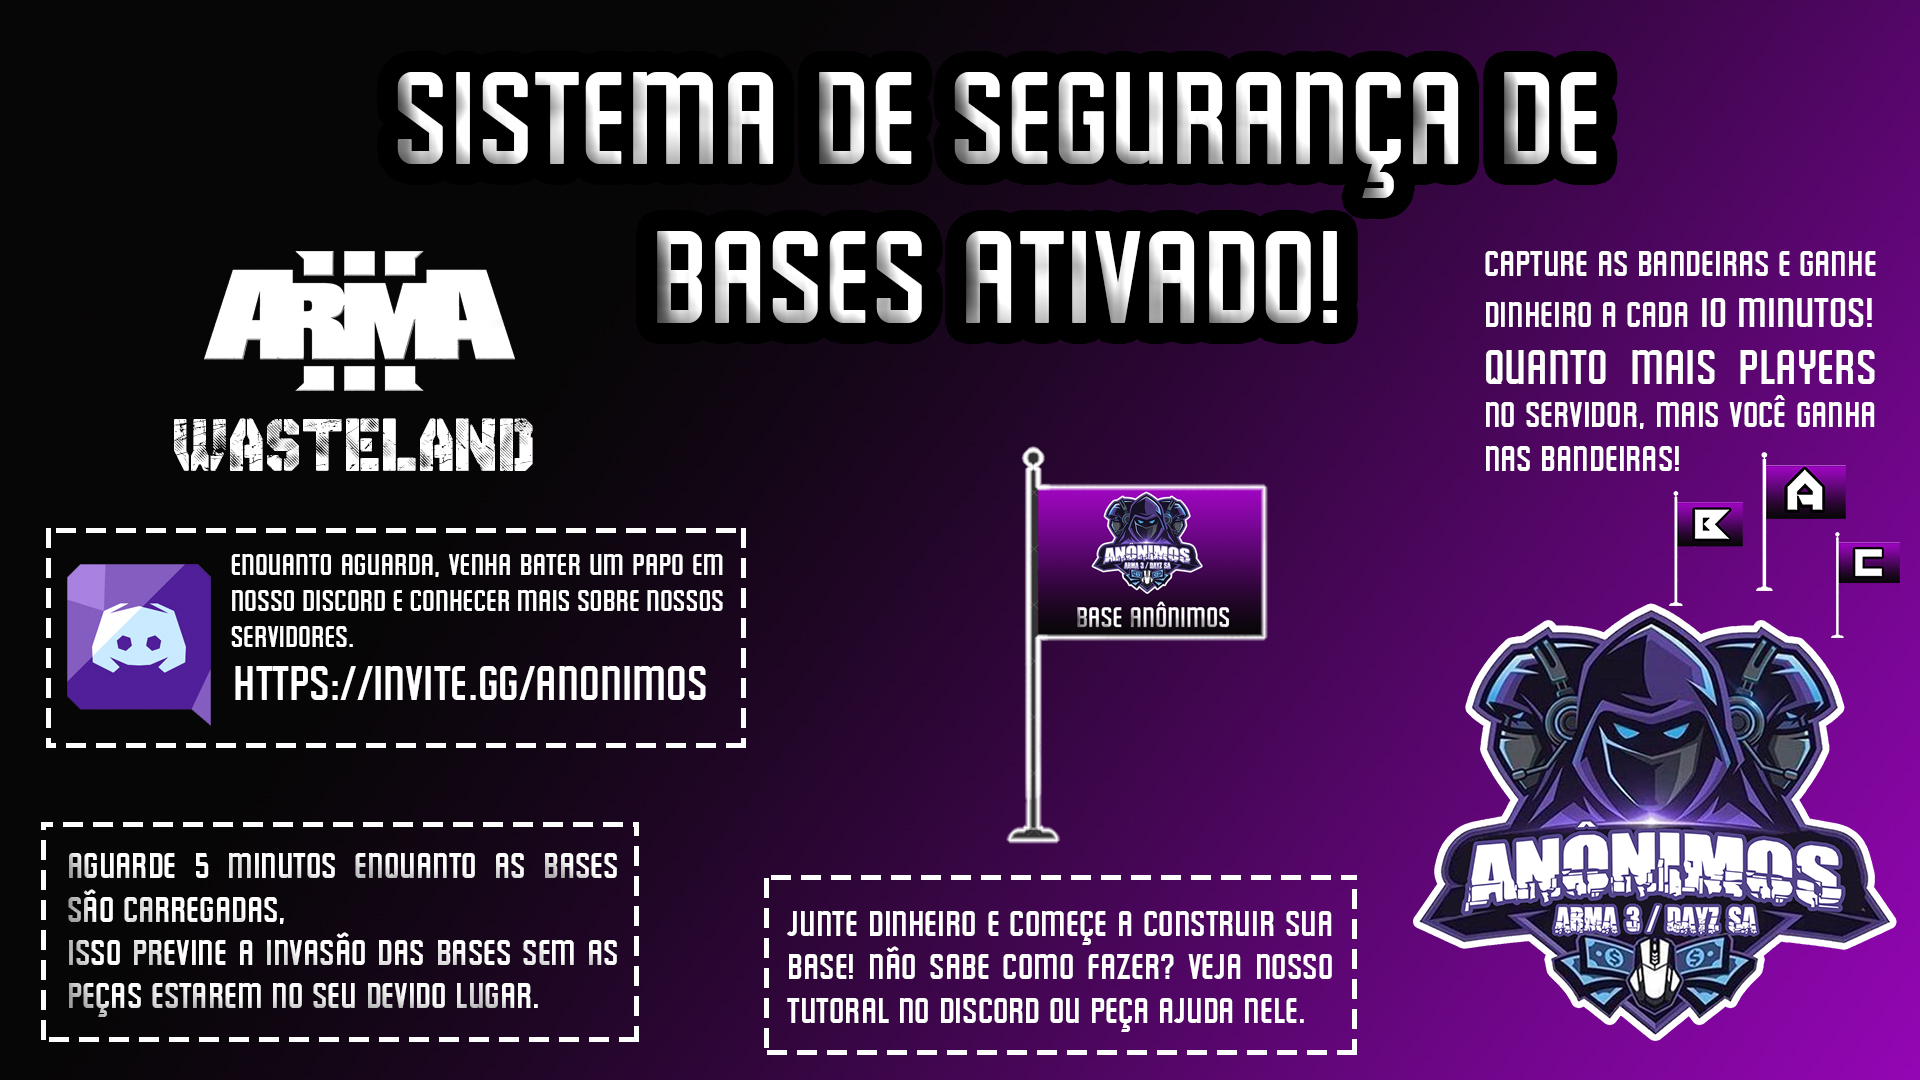 SISTEMA DE SEGURANÇA DE
BASES ATIVADO!
ARMA
III
WASTELAND
CAPTURE AS BANDEIRAS E GANHE
DINHEIRO A CADA 10 MINUTOS!
QUANTO MAIS PLAYERS
NO SERVIDOR, MAIS VOCÊ GANHA
NAS BANDEIRAS!
B
A
C
ENQUANTO AGUARDA, VENHA BATER UM PAPO EM
NOSSO DISCORD E CONHECER MAIS SOBRE NOSSOS
SERVIDORES.
HTTPS://INVITE.GG/ANONIMOS
ANÔNIMOS
ARMA 3 / DAYZ SA
BASE ANÔNIMOS
AGUARDE 5 MINUTOS ENQUANTO AS BASES
SÃO CARREGADAS,
ISSO PREVINE A INVASÃO DAS BASES SEM AS
PEÇAS ESTAREM NO SEU DEVIDO LUGAR.
JUNTE DINHEIRO E COMEÇE A CONSTRUIR SUA
BASE! NÃO SABE COMO FAZER? VEJA NOSSO
TUTORAL NO DISCORD OU PEÇA AJUDA NELE.
ANÔNIMOS
ARMA 3 / DAYZ SA
$ $